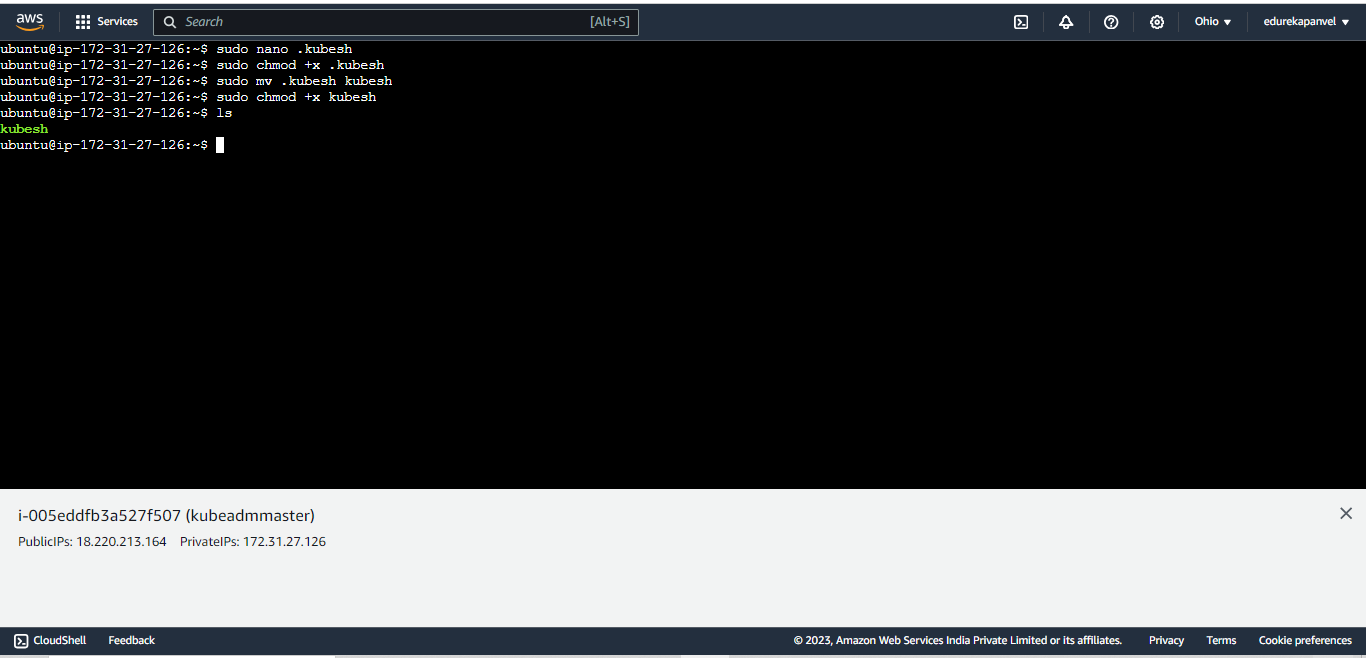 aws Services Search [Alt+S] Ohio edurekapanvel
ubuntu@ip-172-31-27-126:~$ sudo nano .kubesh
ubuntu@ip-172-31-27-126:~$ sudo chmod +x .kubesh
ubuntu@ip-172-31-27-126:~$ sudo mv .kubesh kubesh
ubuntu@ip-172-31-27-126:~$ sudo chmod +x kubesh
ubuntu@ip-172-31-27-126:~$ ls
kubesh
ubuntu@ip-172-31-27-126:~$
i-005eddfb3a527f507 (kubeadmmaster)
PublicIPs: 18.220.213.164 PrivateIPs: 172.31.27.126
CloudShell Feedback © 2023, Amazon Web Services India Private Limited or its affiliates. Privacy Terms Cookie preferences